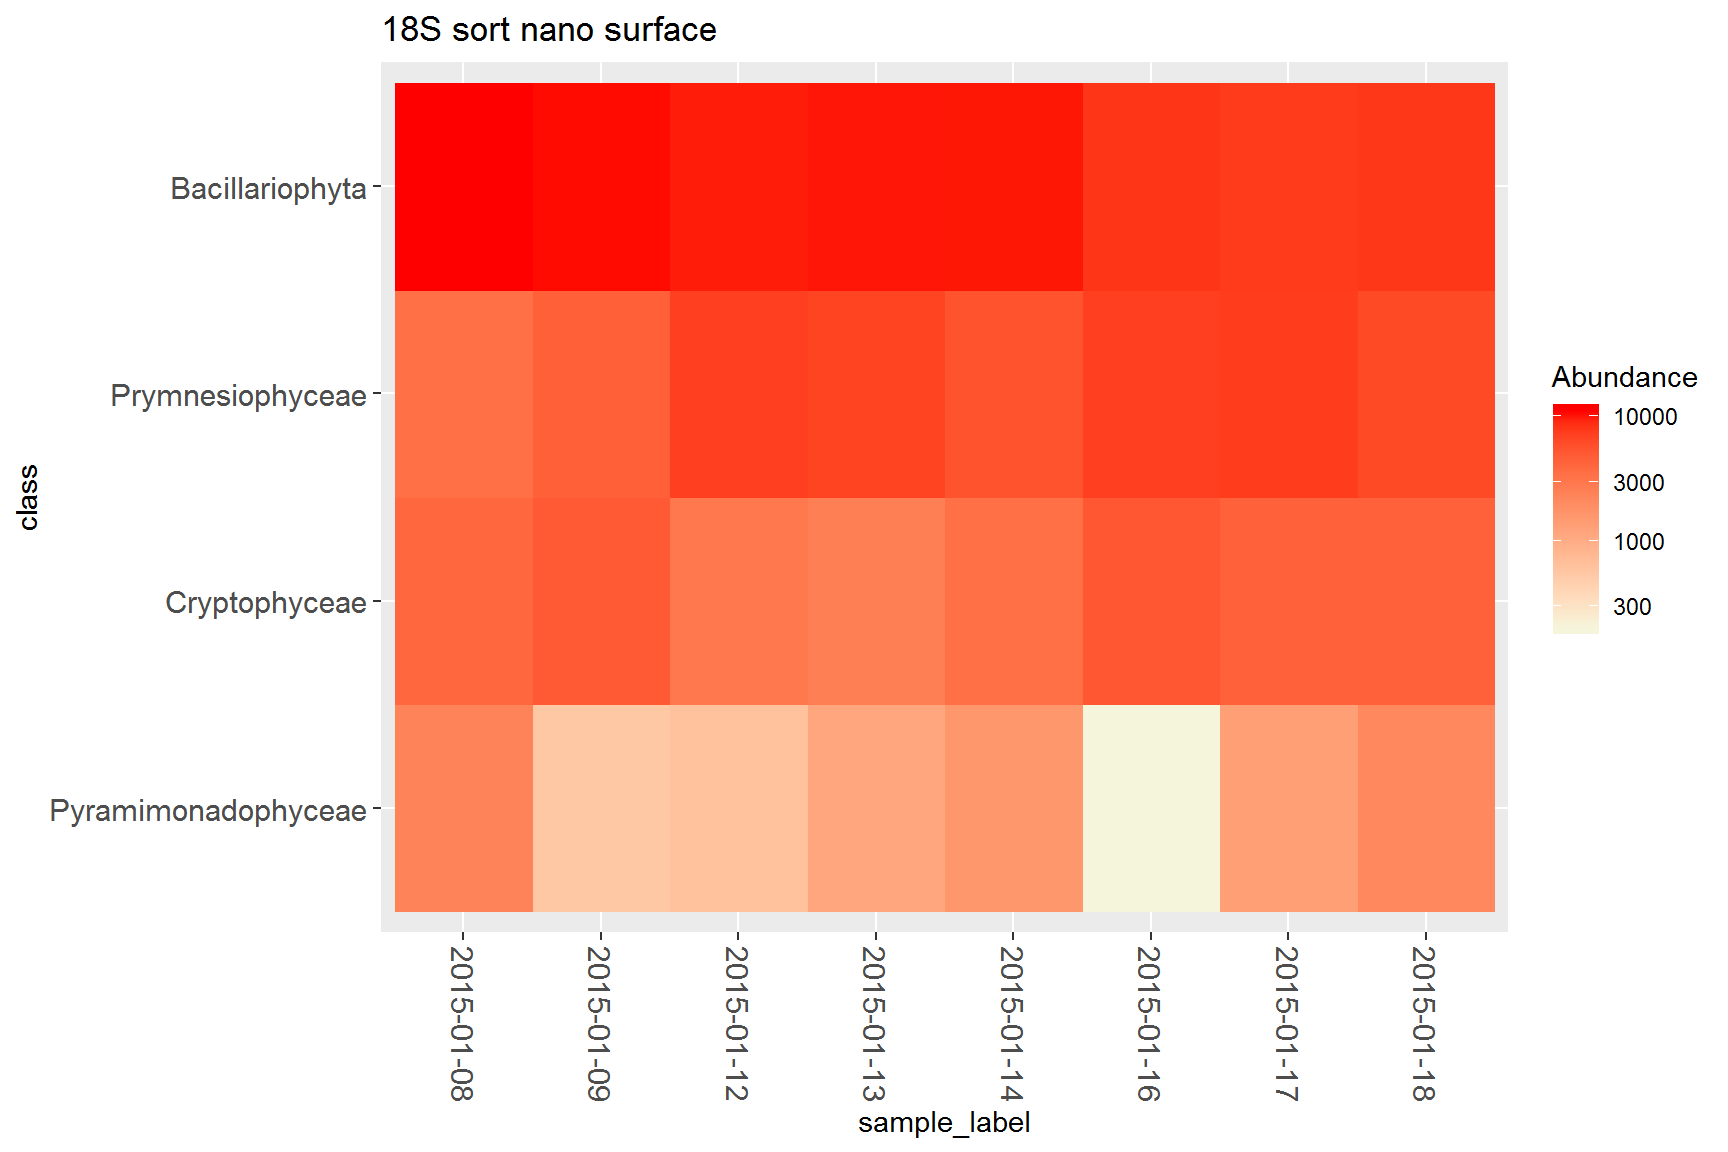 18S sort nano surface
class
Bacillariophyta
Prymnesiophyceae
Cryptophyceae
Pyramimonadophyceae
2015-01-08
2015-01-09
2015-01-12
2015-01-13
2015-01-14
2015-01-16
2015-01-17
2015-01-18
sample_label
Abundance
10000
3000
1000
300